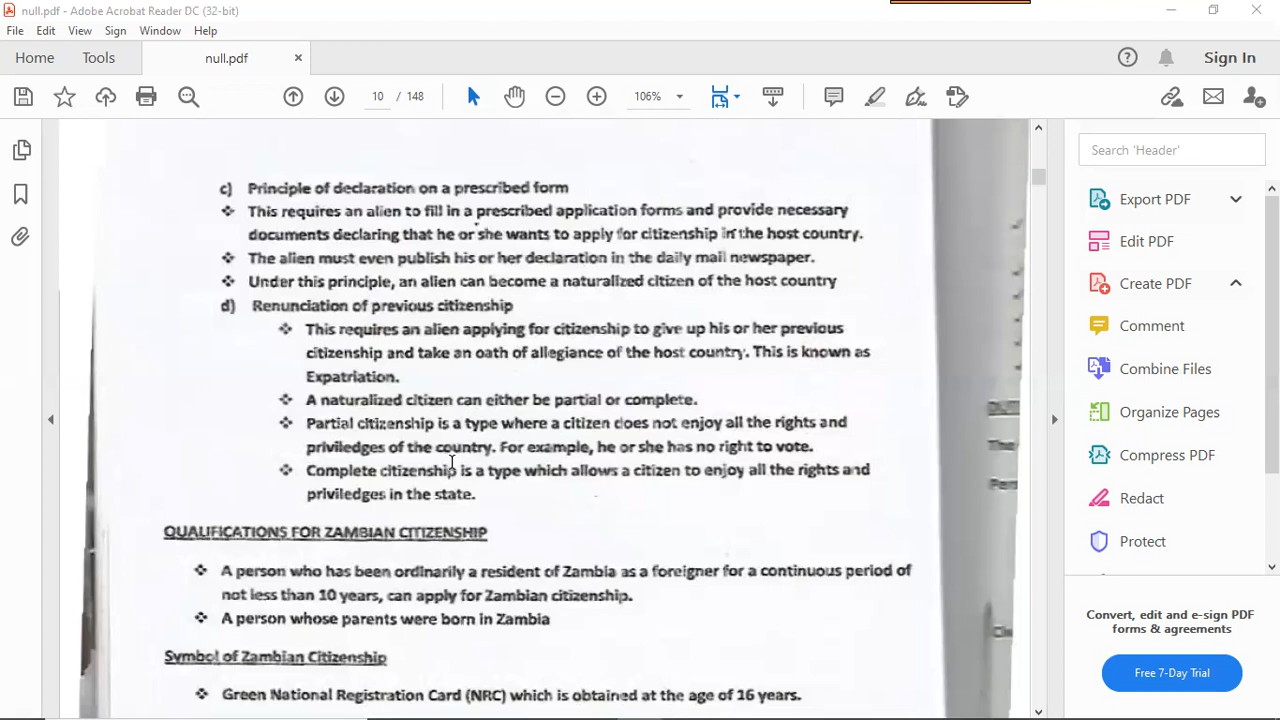 null.pdf - Adobe Acrobat Reader DC (32-bit)
File Edit View Sign Window Help
Home Tools null.pdf × Sign In
10 / 148 106%
c) Principle of declaration on a prescribed form
❖ This requires an alien to fill in a prescribed application forms and provide necessary
documents declaring that he or she wants to apply for citizenship in the host country.
❖ The alien must even publish his or her declaration in the daily mail newspaper.
❖ Under this principle, an alien can become a naturalized citizen of the host country
d) Renunciation of previous citizenship
❖ This requires an alien applying for citizenship to give up his or her previous
citizenship and take an oath of allegiance of the host country. This is known as
Expatriation.
❖ A naturalized citizen can either be partial or complete.
❖ Partial citizenship is a type where a citizen does not enjoy all the rights and
priviledges of the country. For example, he or she has no right to vote.
❖ Complete citizenship is a type which allows a citizen to enjoy all the rights and
priviledges in the state.
QUALIFICATIONS FOR ZAMBIAN CITIZENSHIP
❖ A person who has been ordinarily a resident of Zambia as a foreigner for a continuous period of
not less than 10 years, can apply for Zambian citizenship.
❖ A person whose parents were born in Zambia
Symbol of Zambian Citizenship
❖ Green National Registration Card (NRC) which is obtained at the age of 16 years.
The
Search 'Header'
Export PDF
Edit PDF
Create PDF
Comment
Combine Files
Organize Pages
Compress PDF
Redact
Protect
Convert, edit and e-sign PDF
forms & agreements
Free 7-Day Trial